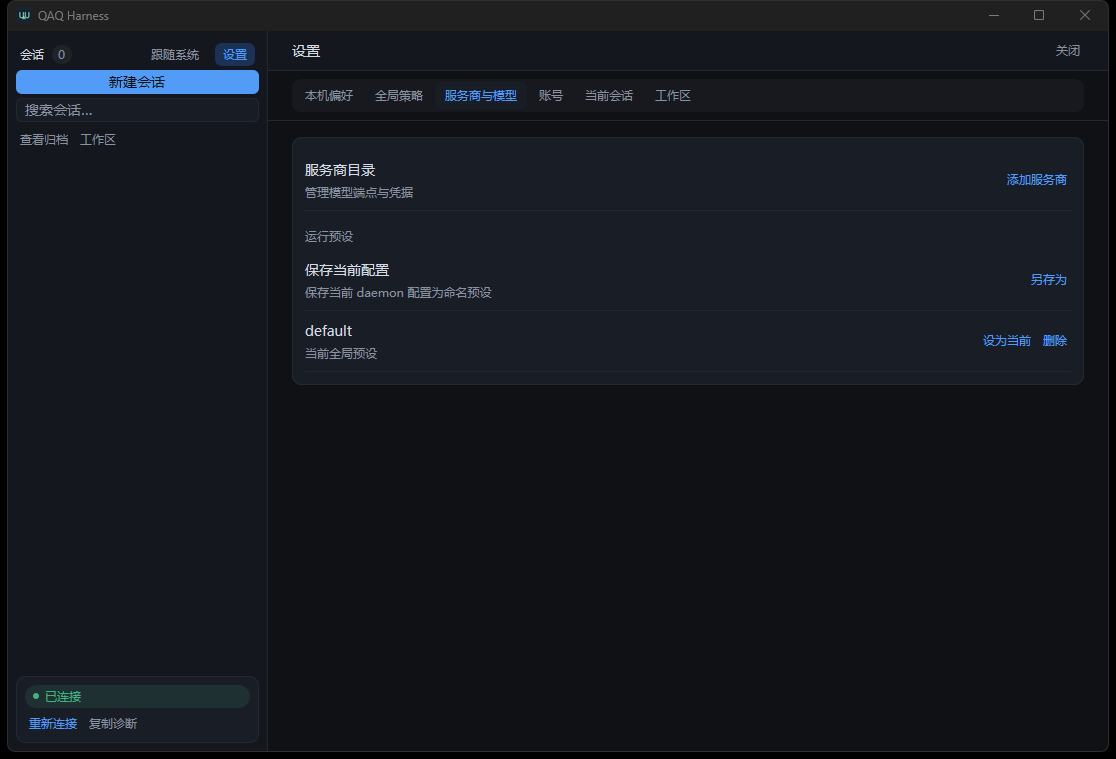 QAQ Harness
会话 0 跟随系统 设置
新建会话
搜索会话...
查看归档 工作区
已连接
重新连接 复制诊断
设置 关闭
本机偏好 全局策略 服务商与模型 账号 当前会话 工作区
服务商目录
管理模型端点与凭据
添加服务商
运行预设
保存当前配置
保存当前 daemon 配置为命名预设
另存为
default
当前全局预设
设为当前 删除